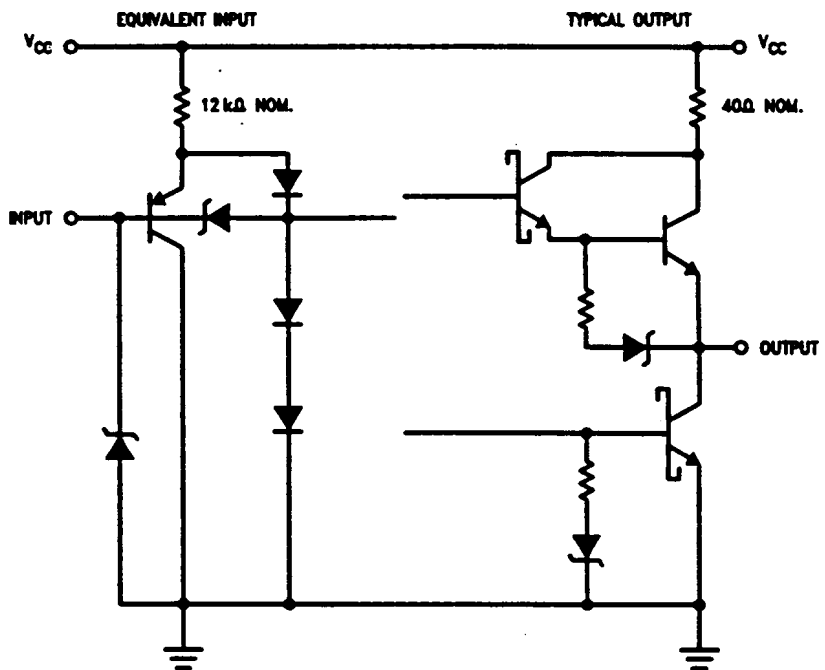 EQUIVALENT INPUT
TYPICAL OUTPUT
VCC
VCC
12 kΩ NOM.
40Ω NOM.
INPUT
OUTPUT